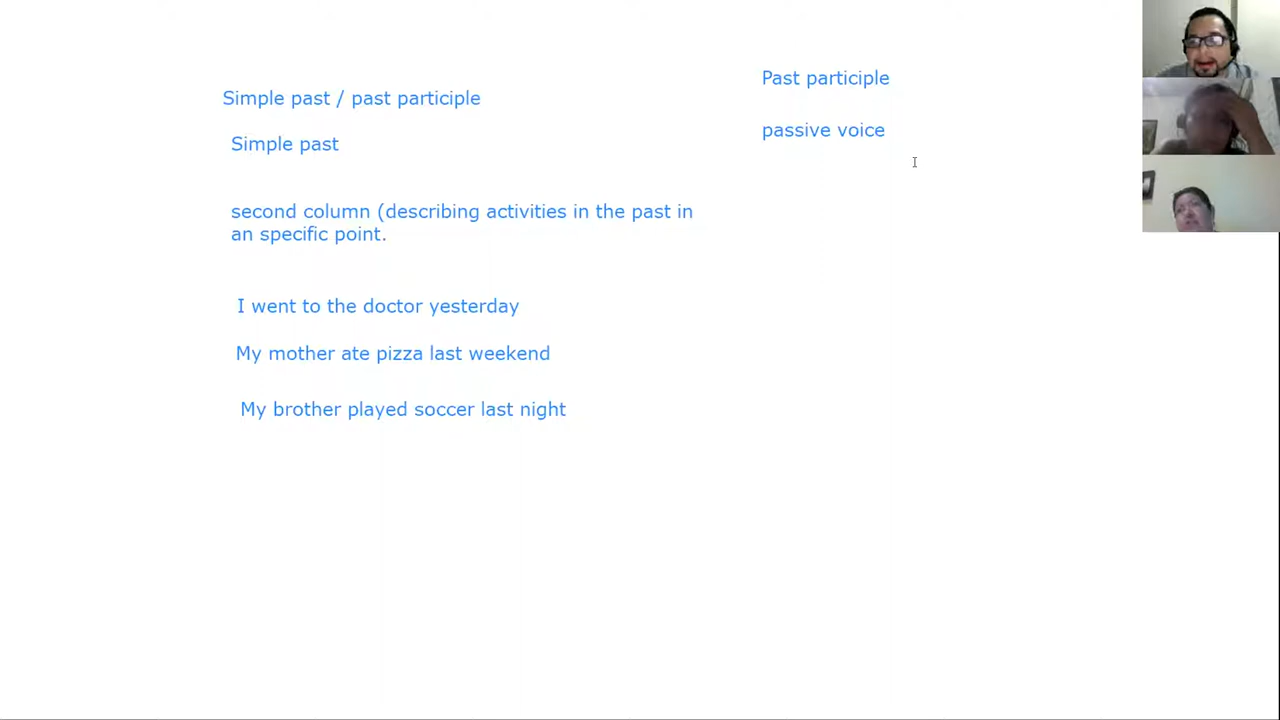 Simple past / past participle
Simple past
second column (describing activities in the past in
an specific point.
I went to the doctor yesterday
My mother ate pizza last weekend
My brother played soccer last night
Past participle
passive voice